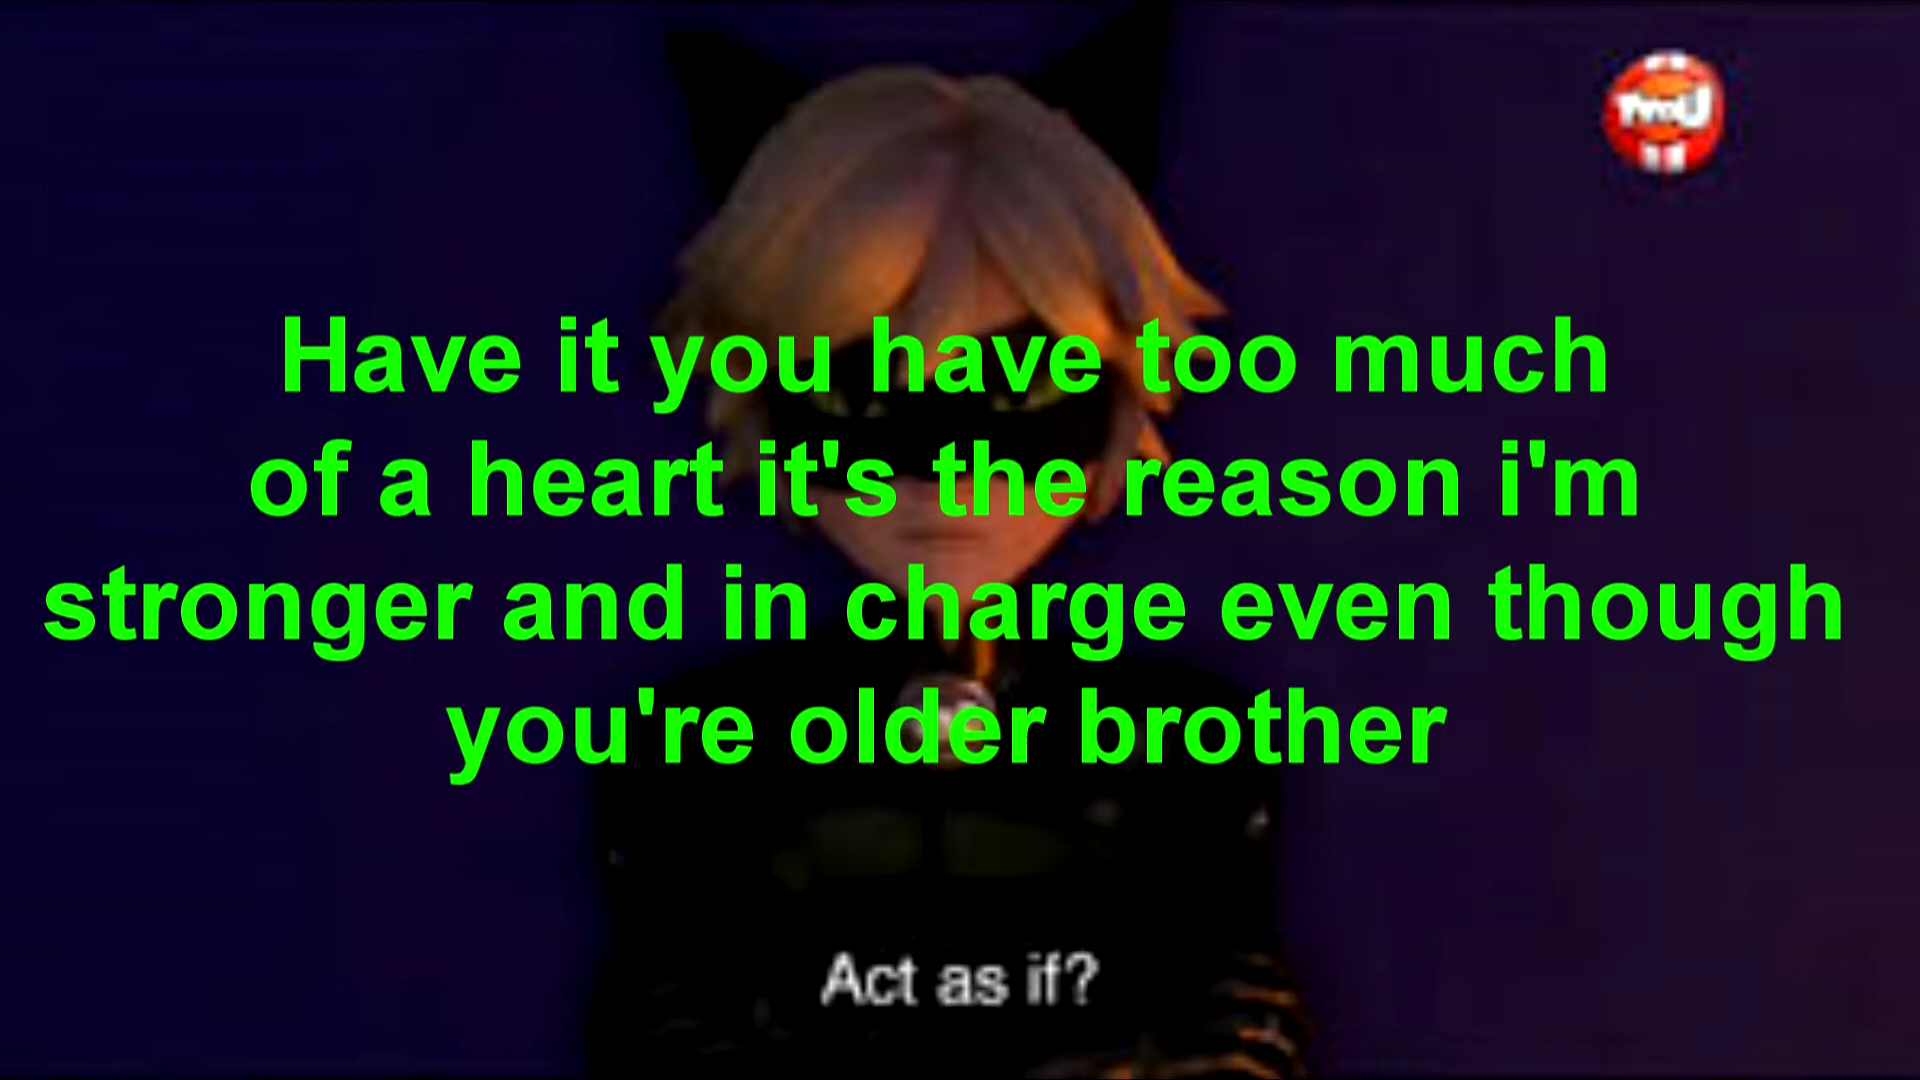 TVOU
Have it you have too much
of a heart it's the reason i'm
stronger and in charge even though
you're older brother
Act as if?